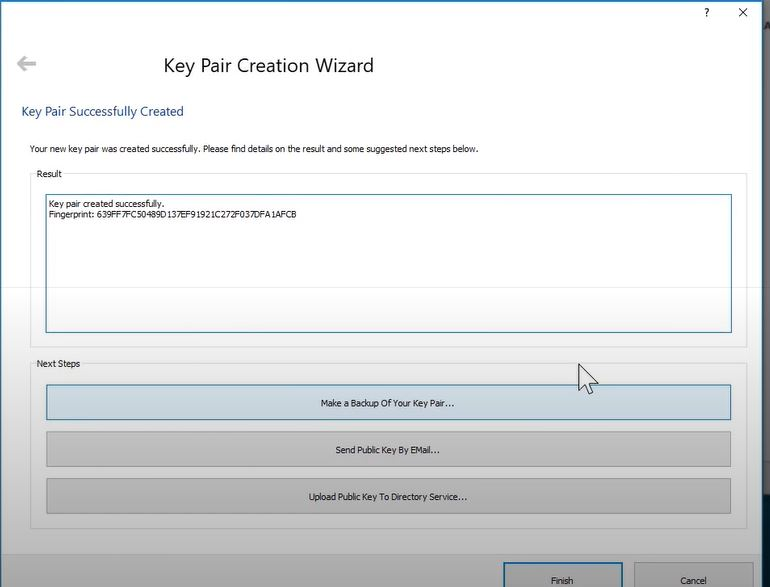 ?
Key Pair Creation Wizard
Key Pair Successfully Created
Your new key pair was created successfully. Please find details on the result and some suggested next steps below.
Result
Key pair created successfully.
Fingerprint: 639FF7FC50489D137EF91921C272F037DFA1AFCB
Next Steps
Make a Backup Of Your Key Pair...
Send Public Key By EMail...
Upload Public Key To Directory Service...
Finish
Cancel